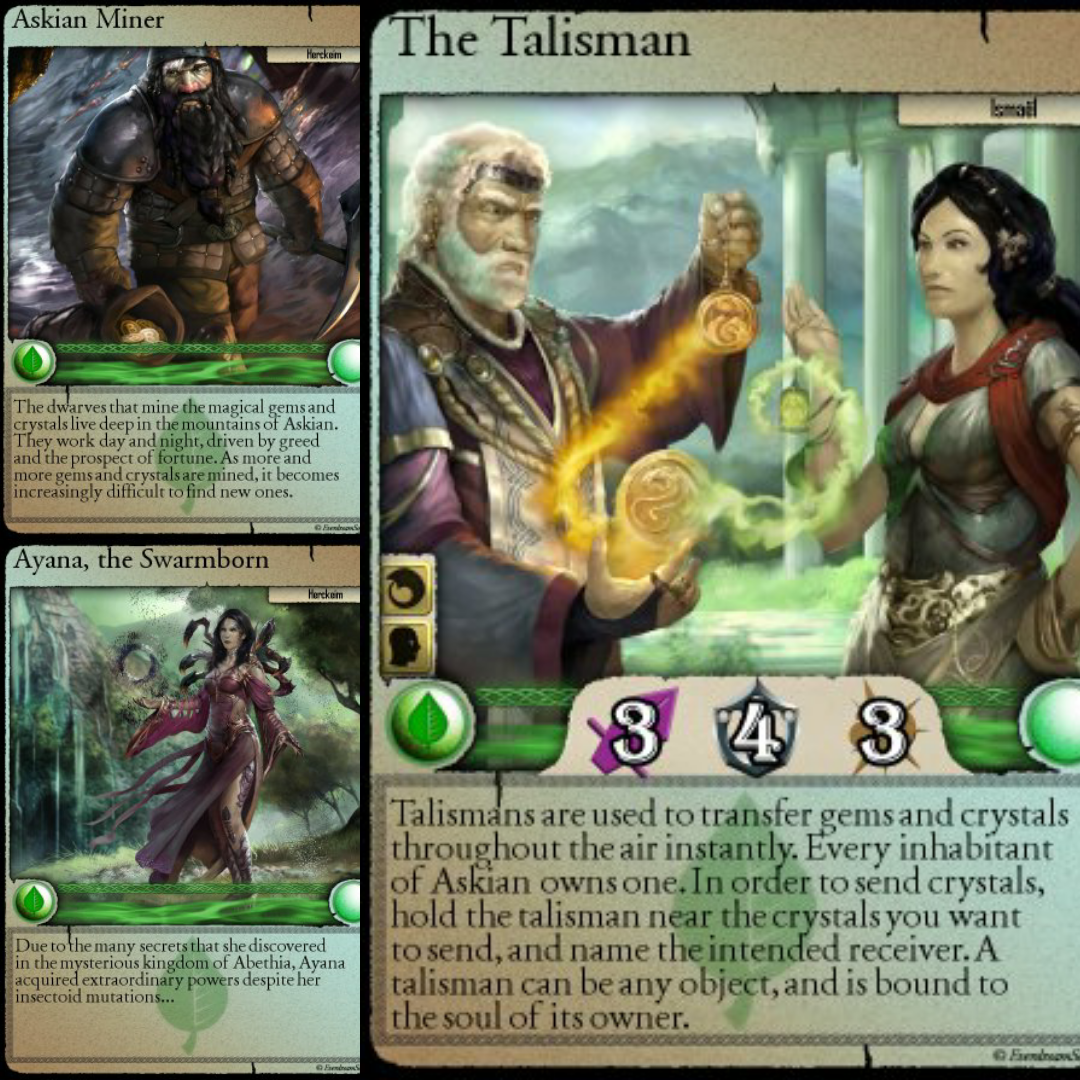 Askian Miner
Herckeim
The dwarves that mine the magical gems and
crystals live deep in the mountains of Askian.
They work day and night, driven by greed
and the prospect of fortune. As more and
more gems and crystals are mined, it becomes
increasingly difficult to find new ones.
Ayana, the Swarmborn
Herckeim
Due to the many secrets that she discovered
in the mysterious kingdom of Abethia, Ayana
acquired extraordinary powers despite her
insectoid mutations...
The Talisman
Ismaël
3 4 3
Talismans are used to transfer gems and crystals
throughout the air instantly. Every inhabitant
of Askian owns one. In order to send crystals,
hold the talisman near the crystals you want
to send, and name the intended receiver. A
talisman can be any object, and is bound to
the soul of its owner.